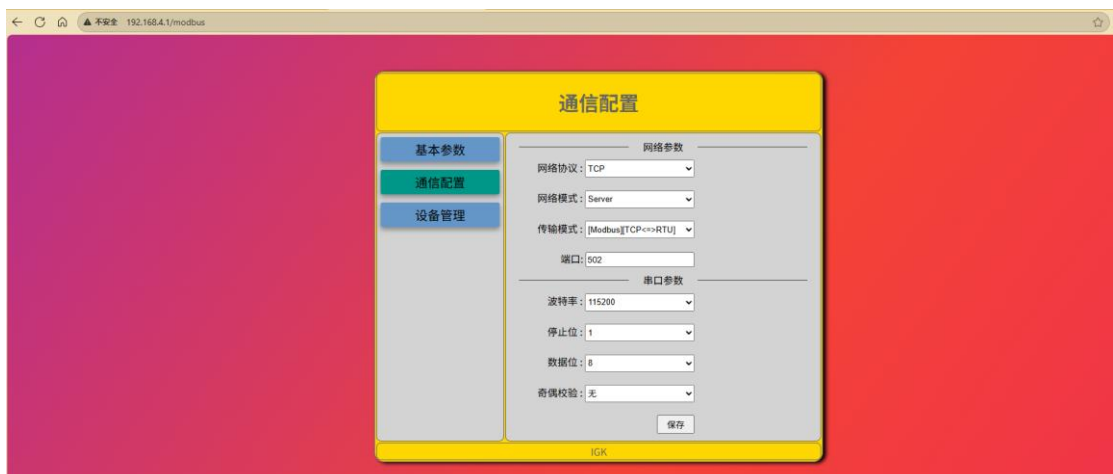 不安全 192.168.4.1/modbus
通信配置
基本参数
通信配置
设备管理
网络参数
网络协议: TCP
网络模式: Server
传输模式: [Modbus][TCP<=>RTU]
端口: 502
串口参数
波特率: 115200
停止位: 1
数据位: 8
奇偶校验: 无
保存
IGK